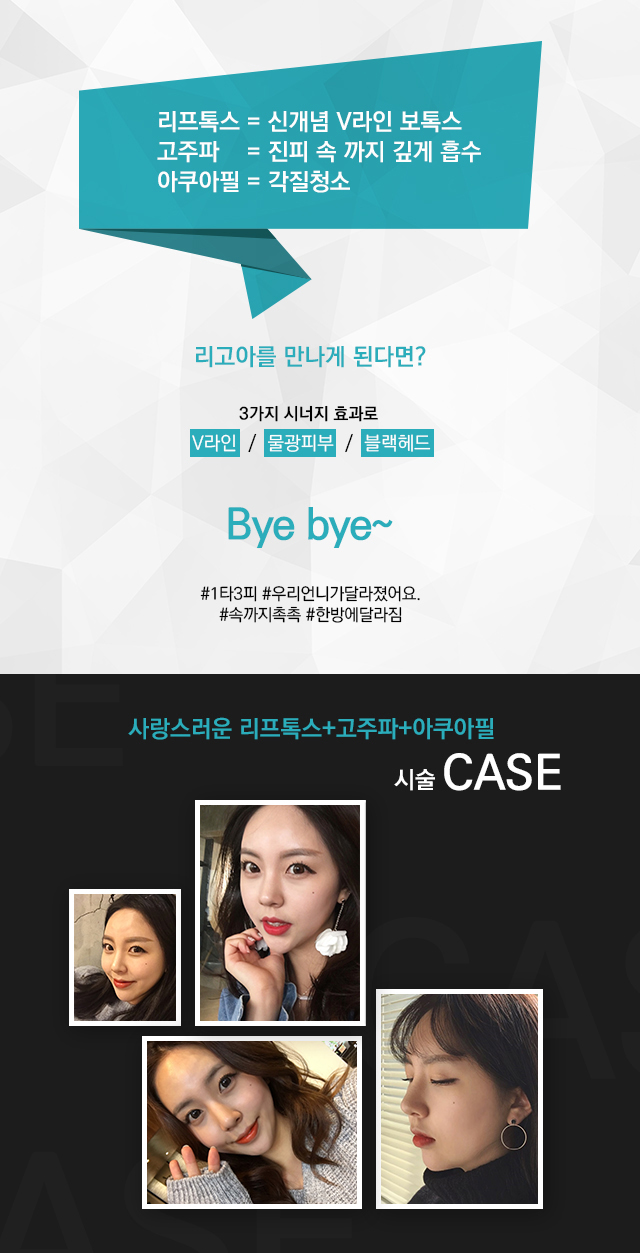 리프톡스 = 신개념 V라인 보톡스
고주파 = 진피 속 까지 깊게 흡수
아쿠아필 = 각질청소
리고아를 만나게 된다면?
3가지 시너지 효과로
V라인 / 물광피부 / 블랙헤드
Bye bye~
#1타3피 #우리언니가달라졌어요.
#속까지촉촉 #한방에달라짐
사랑스러운 리프톡스+고주파+아쿠아필
시술 CASE